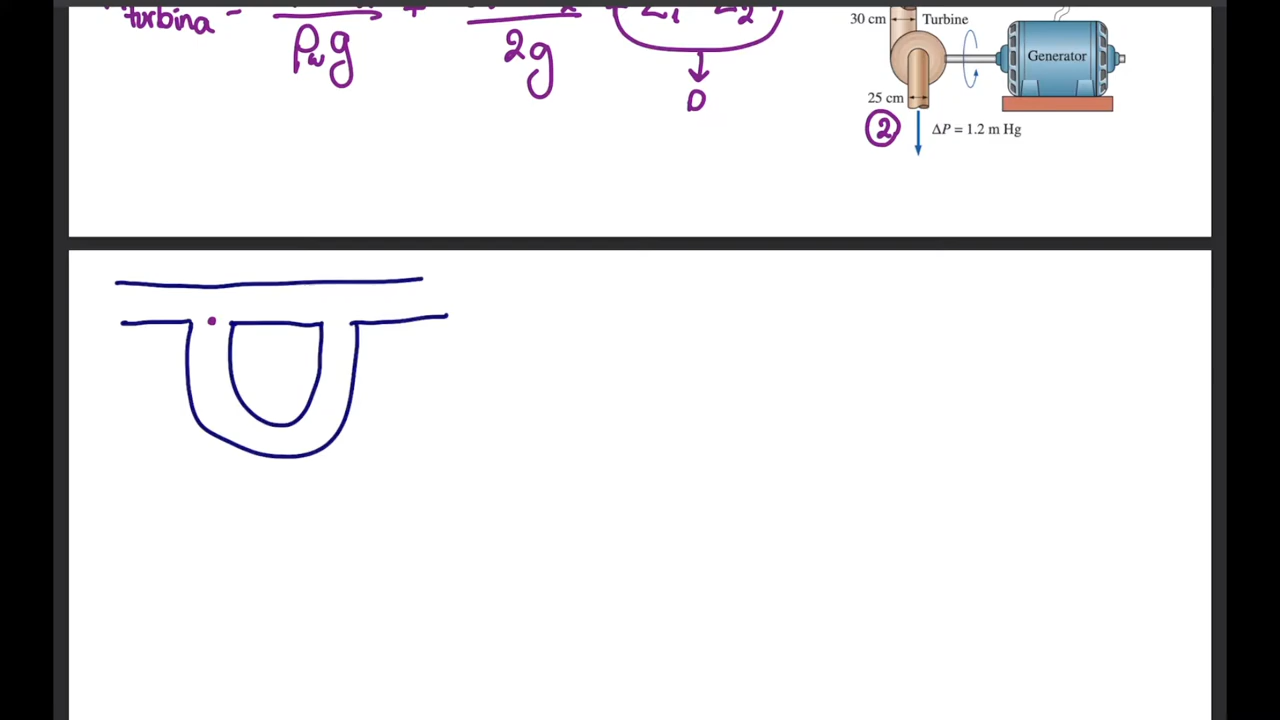 turbina =
ρwg
2g
0
30 cm
Turbine
Generator
25 cm
2
ΔP = 1.2 m Hg